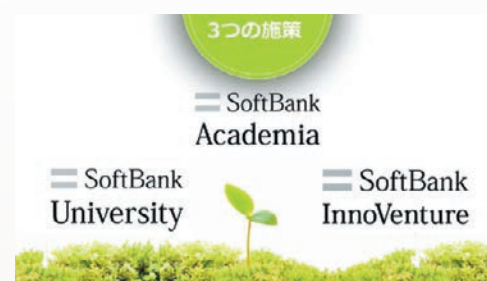 3つの施策
SoftBank
Academia
SoftBank
University
SoftBank
InnoVenture